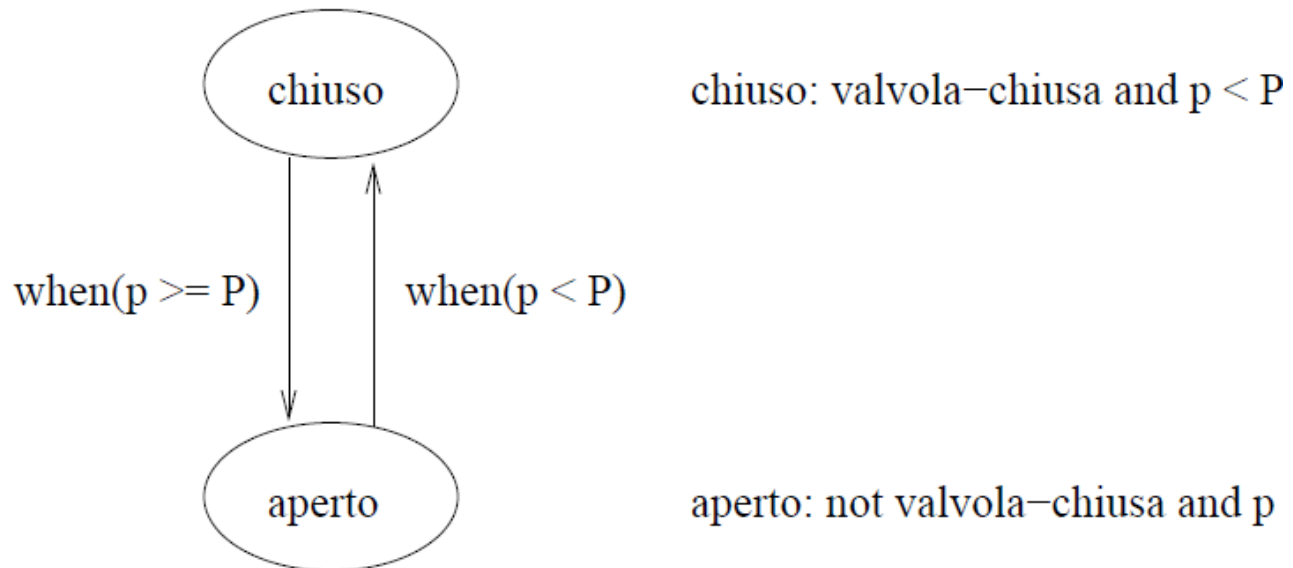 chiuso
chiuso: valvola−chiusa and p < P
when(p >= P)
when(p < P)
aperto
aperto: not valvola−chiusa and p